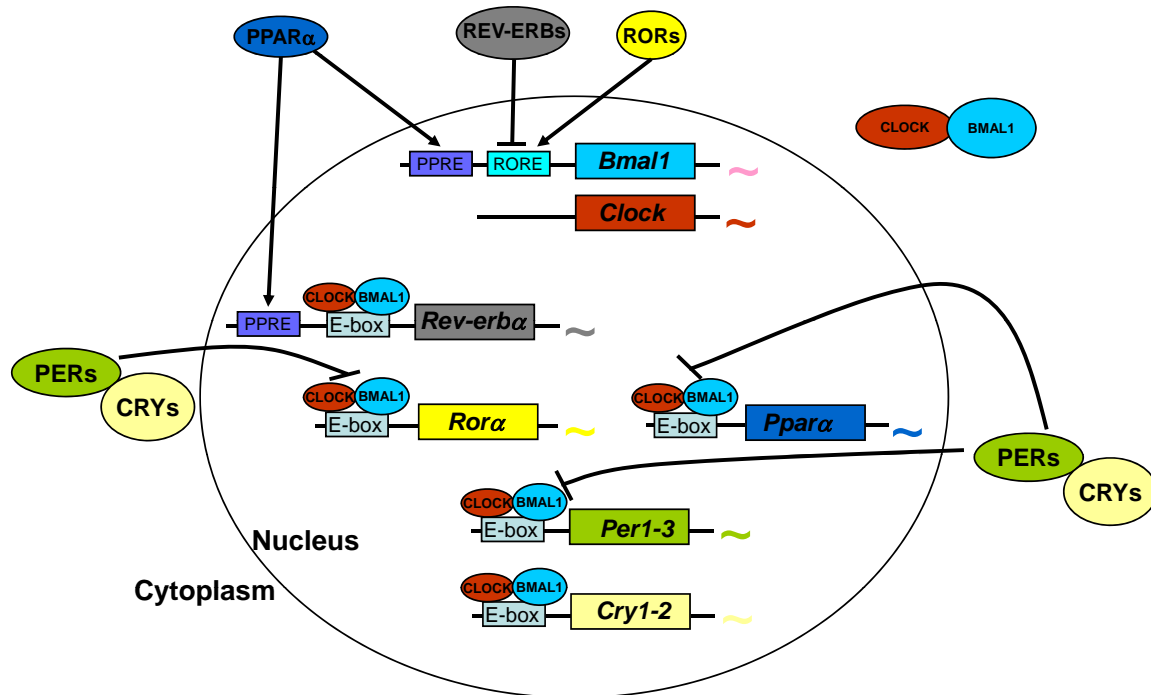 PPARα
REV-ERBs
RORs
CLOCK BMAL1
PPRE RORE Bmal1
Clock
CLOCK BMAL1
PPRE E-box Rev-erbα
PERs
CRYs
CLOCK BMAL1
E-box Rorα
CLOCK BMAL1
E-box Pparα
PERs
CRYs
CLOCK BMAL1
E-box Per1-3
Nucleus
Cytoplasm
CLOCK BMAL1
E-box Cry1-2